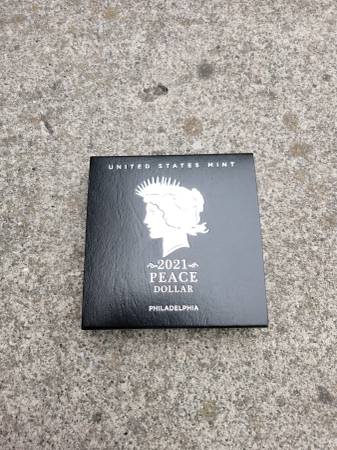 UNITED STATES MINT
2021
PEACE
DOLLAR
PHILADELPHIA